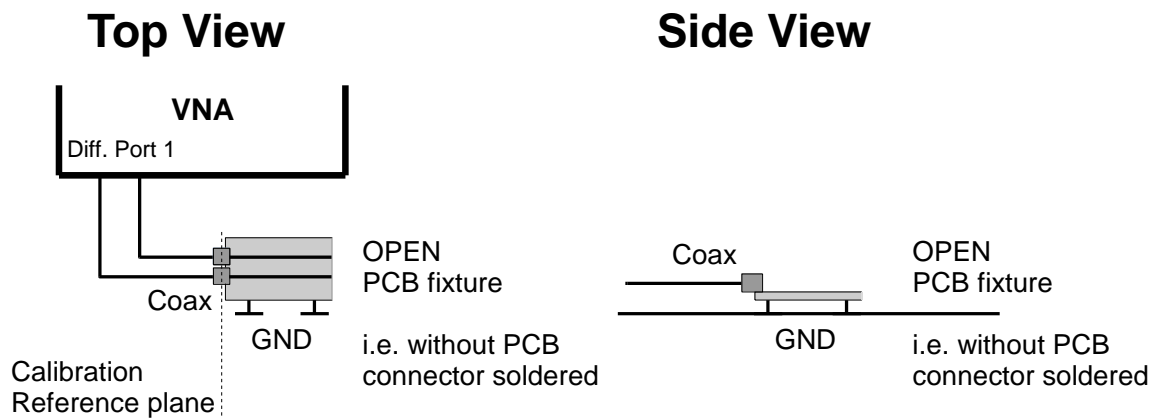 Top View
VNA
Diff. Port 1
Coax
GND
OPEN
PCB fixture
i.e. without PCB
connector soldered
Calibration
Reference plane
Side View
Coax
GND
OPEN
PCB fixture
i.e. without PCB
connector soldered